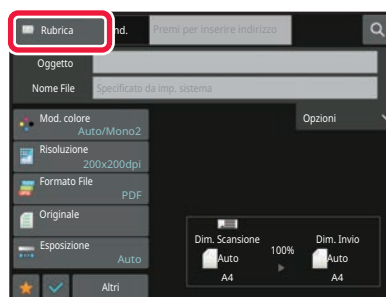 Rubrica
nd.
Premi per inserire indirizzo
Oggetto
Nome File
Specificato da imp. sistema
Mod. colore
Auto/Mono2
Opzioni
Risoluzione
200x200dpi
Formato File
PDF
Originale
Dim. Scansione
100%
Dim. Invio
Auto
Auto
A4
A4
Esposizione
Auto
Altri